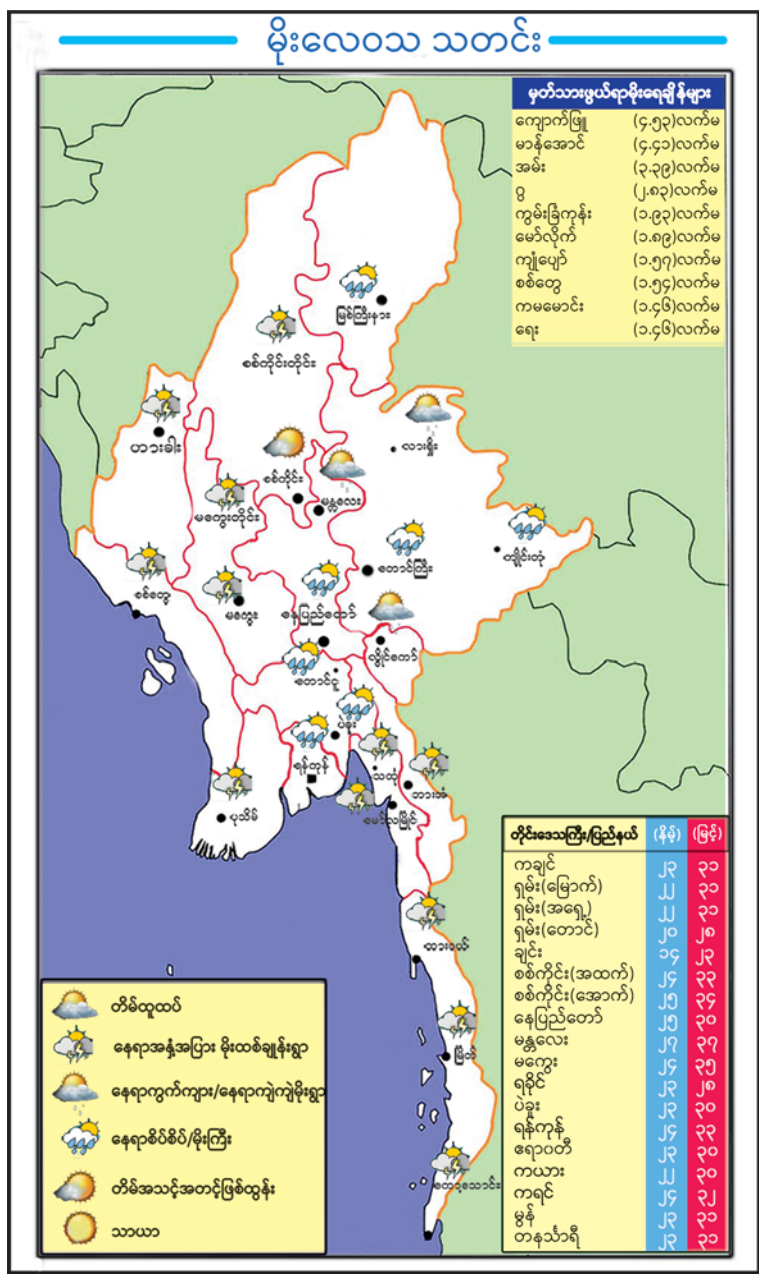 မိုးလေဝသ သတင်း
မှတ်သားဖွယ်ရာမိုးရေချိန်များ
ကျောက်ဖြူ (၄.၅၃)လက်မ
မာန်အောင် (၄.၄၁)လက်မ
အမ်း (၃.၃၉)လက်မ
ဂွ (၂.၈၃)လက်မ
ကွမ်းခြံကုန်း (၁.၉၃)လက်မ
မော်လိုက် (၁.၈၉)လက်မ
ကျုံပျော် (၁.၅၇)လက်မ
စစ်တွေ (၁.၅၄)လက်မ
ကမမောင်း (၁.၄၆)လက်မ
ရေး (၁.၄၆)လက်မ
မြစ်ကြီးနား
စစ်ကိုင်းတိုင်း
ဟားခါး
လားရှိုး
စစ်ကိုင်း
မန္တလေး
မကွေးတိုင်း
ကျိုင်းတုံ
တောင်ကြီး
စစ်တွေ
မကွေး
နေပြည်တော်
လွိုင်ကော်
တောင်ငူ
ပဲခူး
ရန်ကုန်
သထုံ
ဘားအံ
ပုသိမ်
မော်လမြိုင်
ထားဝယ်
မြိတ်
ကော့သောင်း
တိုင်းဒေသကြီး/ပြည်နယ် (နိမ့်) (မြင့်)
ကချင် ၂၃ ၃၁
ရှမ်း(မြောက်) ၂၂ ၃၁
ရှမ်း(အရှေ့) ၂၂ ၃၁
ရှမ်း(တောင်) ၂၀ ၂၈
ချင်း ၁၄ ၂၃
စစ်ကိုင်း(အထက်) ၂၄ ၃၃
စစ်ကိုင်း(အောက်) ၂၅ ၃၄
နေပြည်တော် ၂၅ ၃၀
မန္တလေး ၂၇ ၃၇
မကွေး ၂၄ ၃၅
ရခိုင် ၂၃ ၂၈
ပဲခူး ၂၃ ၃၀
ရန်ကုန် ၂၄ ၃၃
ဧရာဝတီ ၂၃ ၃၀
ကယား ၂၂ ၃၀
ကရင် ၂၄ ၃၂
မွန် ၂၃ ၃၁
တနင်္သာရီ ၂၃ ၃၁
တိမ်ထူထပ်
နေရာအနှံ့အပြား မိုးထစ်ချုန်းရွာ
နေရာကွက်ကျား/နေရာကျဲကျဲမိုးရွာ
နေရာစိပ်စိပ်/မိုးကြီး
တိမ်အသင့်အတင့်ဖြစ်ထွန်း
သာယာ